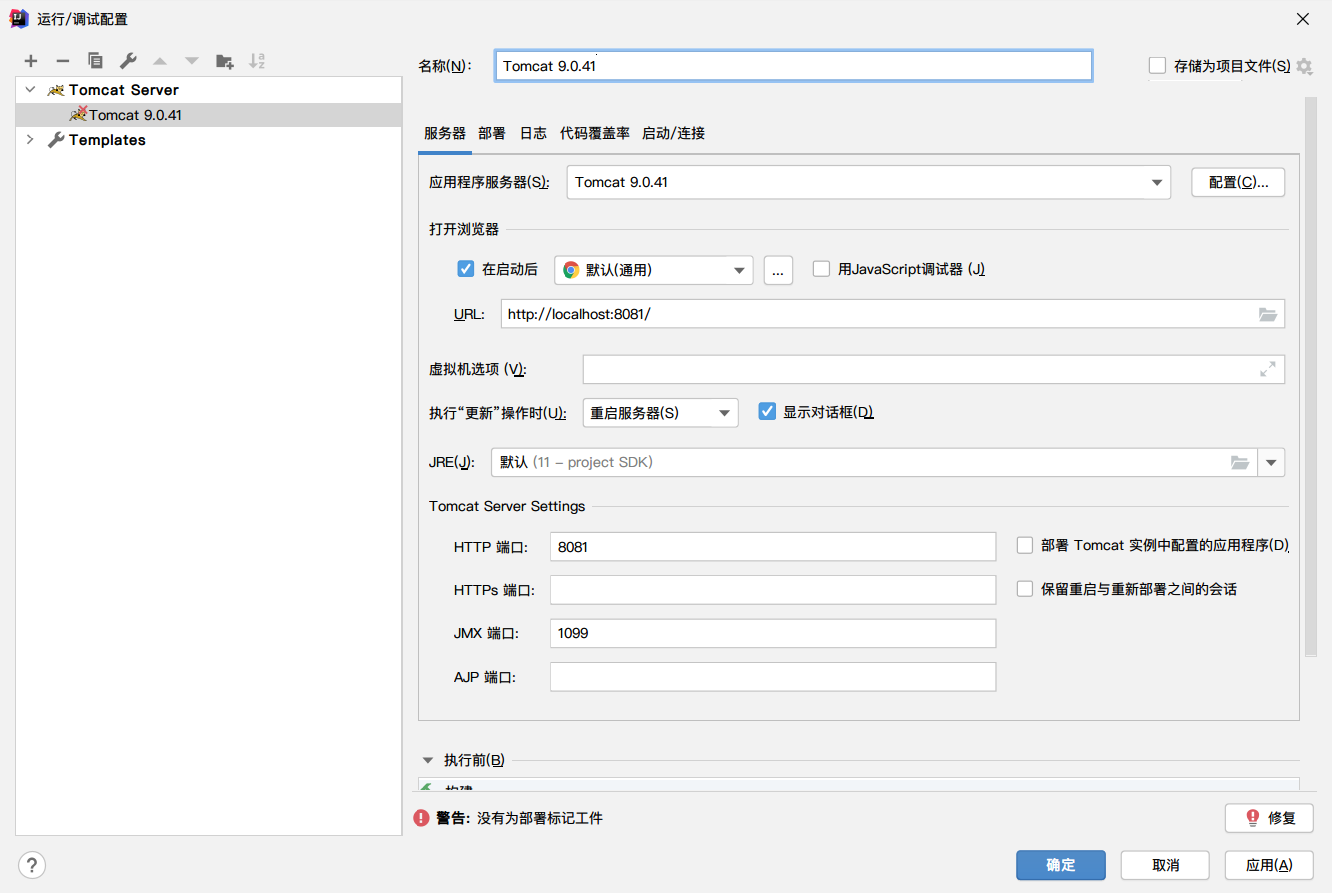 运行/调试配置
Tomcat Server
Tomcat 9.0.41
Templates
名称(N): Tomcat 9.0.41 存储为项目文件(S)
服务器 部署 日志 代码覆盖率 启动/连接
应用程序服务器(S): Tomcat 9.0.41 配置(C)...
打开浏览器
在启动后 默认(通用) ... 用JavaScript调试器 (J)
URL: http://localhost:8081/
虚拟机选项 (V):
执行“更新”操作时(U): 重启服务器(S) 显示对话框(D)
JRE(J): 默认 (11 – project SDK)
Tomcat Server Settings
HTTP 端口: 8081 部署 Tomcat 实例中配置的应用程序(D)
HTTPs 端口: 保留重启与重新部署之间的会话
JMX 端口: 1099
AJP 端口:
执行前(B)
构建
警告: 没有为部署标记工件 修复
? 确定 取消 应用(A)